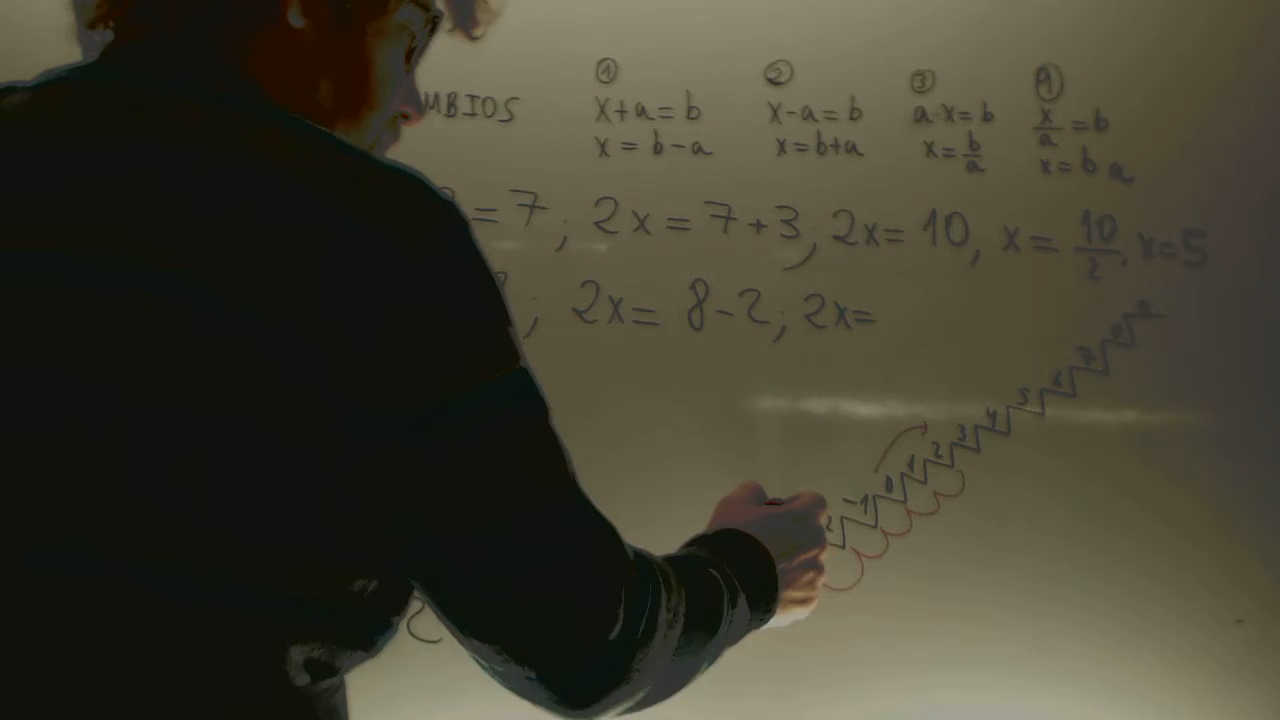 ① ② ③ ④
MBIOS x+a=b x-a=b a·x=b x/a=b
x=b-a x=b+a x=b/a x=b a
=7; 2x=7+3, 2x=10, x=10/2, x=5
; 2x=8-2; 2x=
2 -1 0 1 2 3 4 5 6 7 8 9